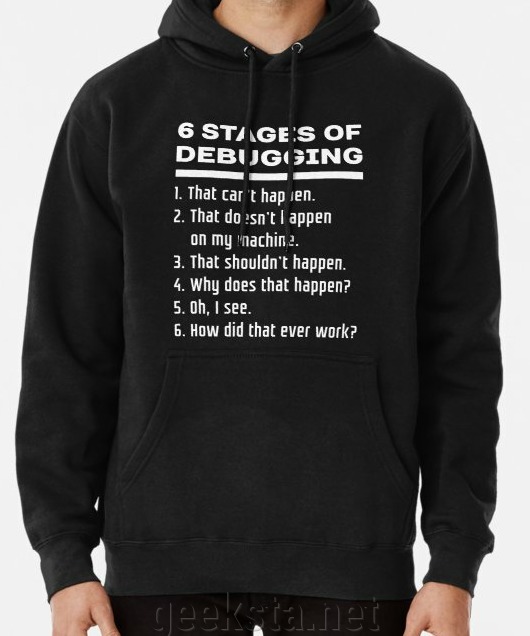 6 STAGES OF
DEBUGGING
1. That can't happen.
2. That doesn't happen
on my machine.
3. That shouldn't happen.
4. Why does that happen?
5. Oh, I see.
6. How did that ever work?
geeksta.net